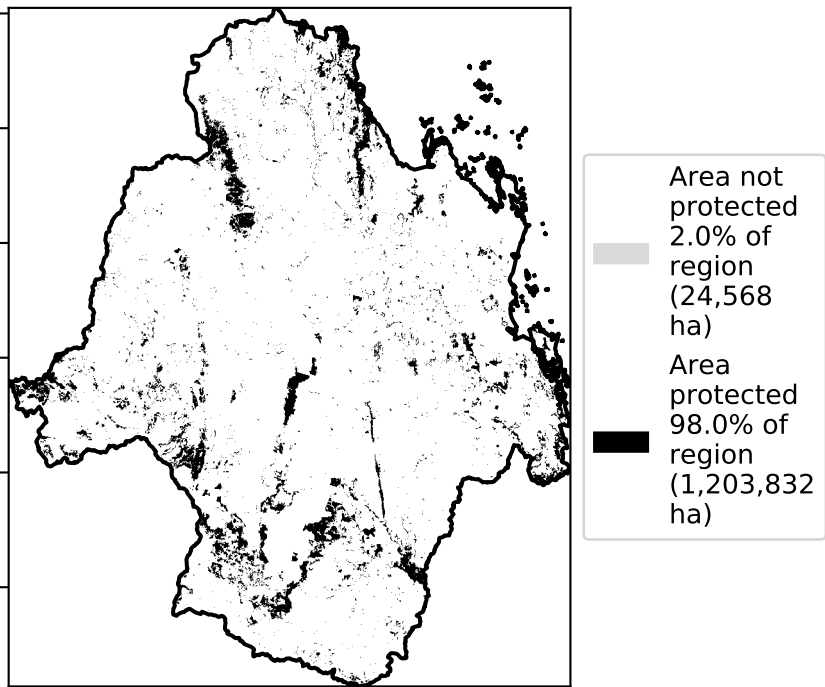 Area not
protected
2.0% of
region
(24,568
ha)
Area
protected
98.0% of
region
(1,203,832
ha)